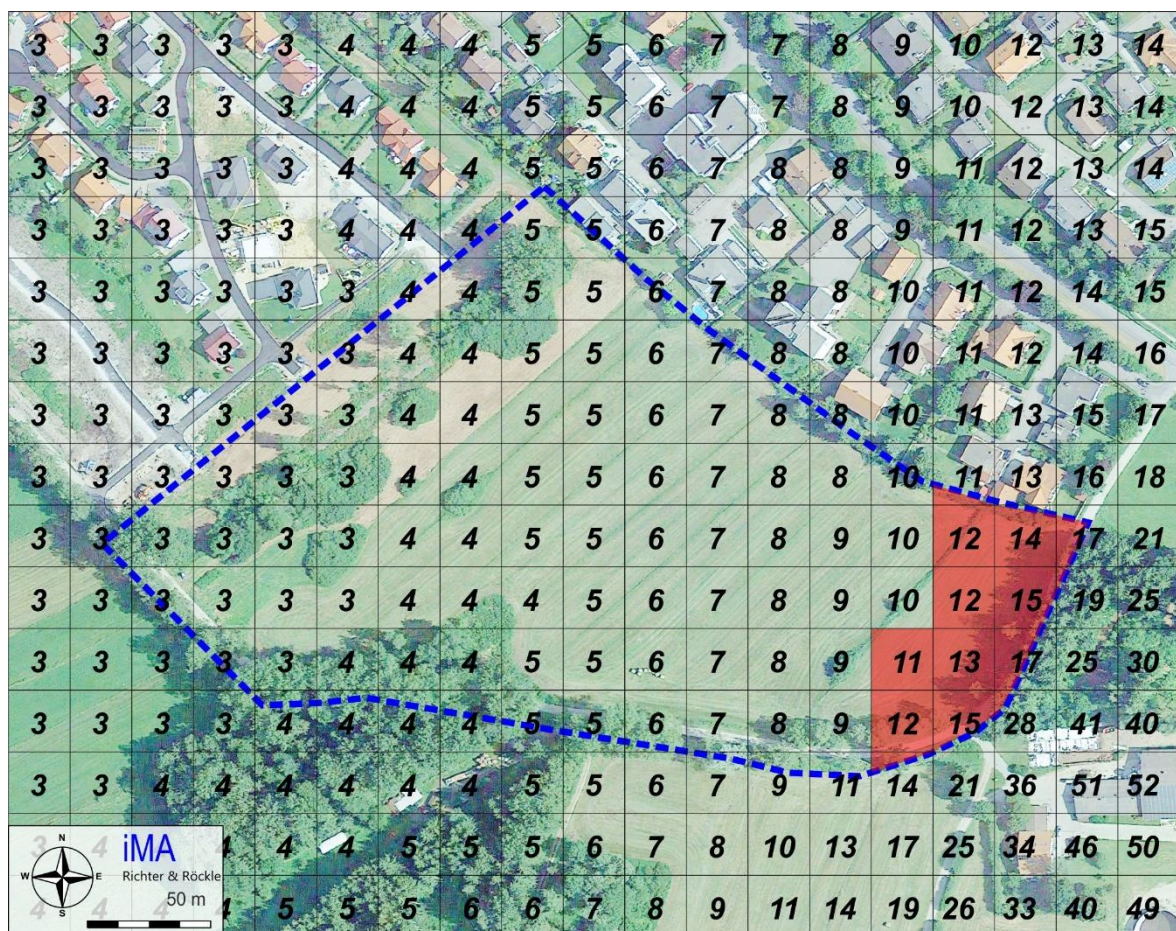 3 3 3 3 3 4 4 4 5 5 6 7 7 8 9 10 12 13 14
3 3 3 3 3 4 4 4 5 5 6 7 7 8 9 10 12 13 14
3 3 3 3 3 4 4 4 5 5 6 7 8 8 9 11 12 13 14
3 3 3 3 3 4 4 4 5 5 6 7 8 8 9 11 12 13 15
3 3 3 3 3 3 4 4 5 5 6 7 8 8 10 11 12 14 15
3 3 3 3 3 3 4 4 5 5 6 7 8 8 10 11 12 14 16
3 3 3 3 3 3 4 4 5 5 6 7 8 8 10 11 13 15 17
3 3 3 3 3 3 4 4 5 5 6 7 8 8 10 11 13 16 18
3 3 3 3 3 3 4 4 5 5 6 7 8 9 10 12 14 17 21
3 3 3 3 3 3 4 4 4 5 6 7 8 9 10 12 15 19 25
3 3 3 3 3 4 4 4 5 5 6 7 8 9 11 13 17 25 30
3 3 3 3 4 4 4 4 5 5 6 7 8 9 12 15 28 41 40
3 3 4 4 4 4 4 4 5 5 6 7 9 11 14 21 36 51 52
3 4 4 4 4 5 5 5 6 7 8 10 13 17 25 34 46 50
4 4 4 4 5 5 5 6 6 7 8 9 11 14 19 26 33 40 49
N
W E
S
iMA
Richter & Röckle
50 m